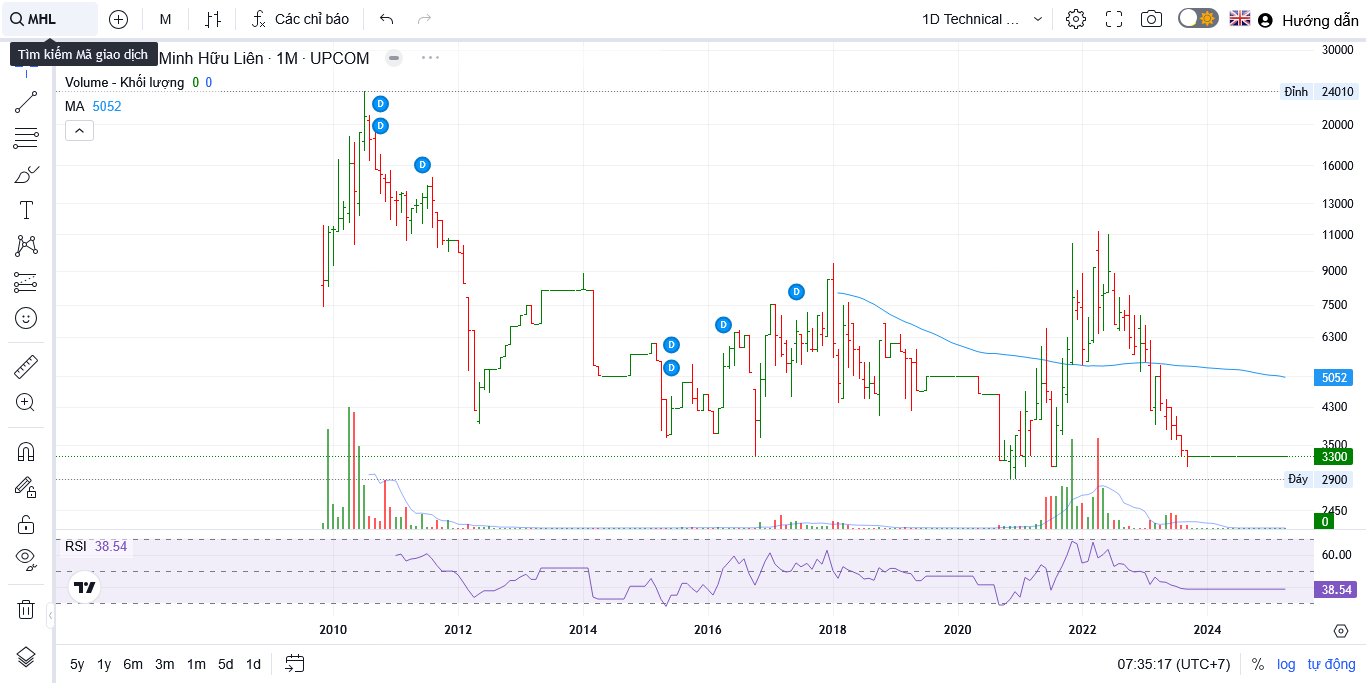 MHL
M
Các chỉ báo
1D Technical ...
Hướng dẫn
Tìm kiếm Mã giao dịch
Minh Hữu Liên · 1M · UPCOM
Volume - Khối lượng 0 0
MA 5052
30000
Đỉnh 24010
20000
16000
13000
11000
9000
7500
6300
5052
4300
3500
3300
Đáy 2900
2450
0
D
D
D
D
D
D
D
RSI 38.54
60.00
38.54
2010 2012 2014 2016 2018 2020 2022 2024
5y 1y 6m 3m 1m 5d 1d
07:35:17 (UTC+7) % log tự động